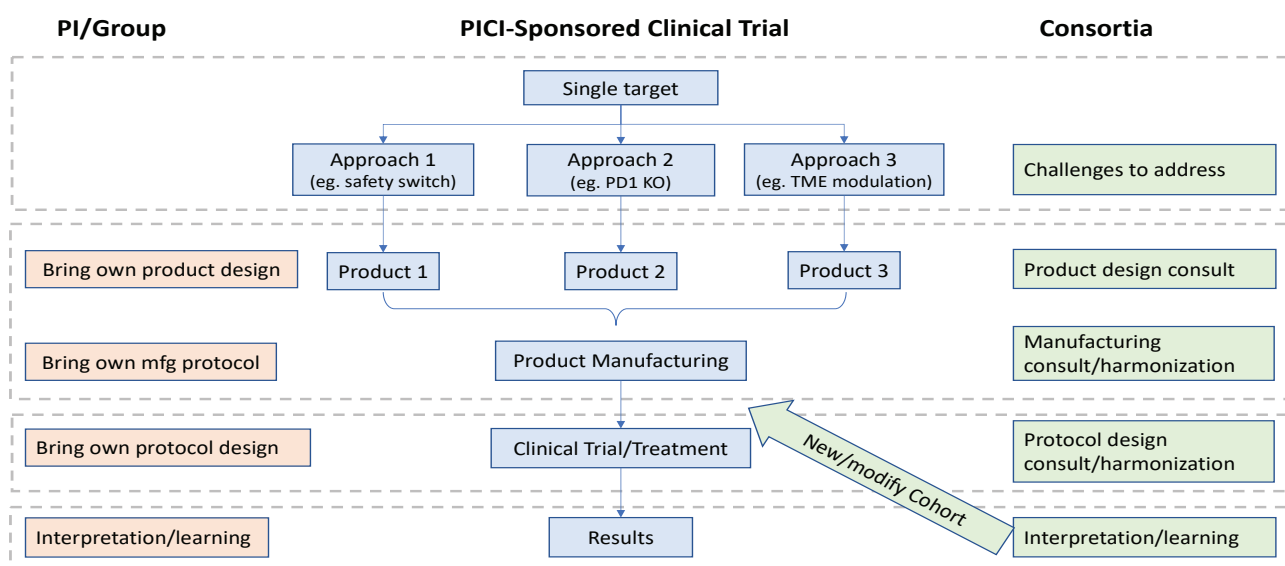 PI/Group
PICI-Sponsored Clinical Trial
Consortia
Single target
Approach 1
(eg. safety switch)
Approach 2
(eg. PD1 KO)
Approach 3
(eg. TME modulation)
Challenges to address
Bring own product design
Product 1
Product 2
Product 3
Product design consult
Bring own mfg protocol
Product Manufacturing
Manufacturing
consult/harmonization
Bring own protocol design
Clinical Trial/Treatment
New/modify Cohort
Protocol design
consult/harmonization
Interpretation/learning
Results
Interpretation/learning